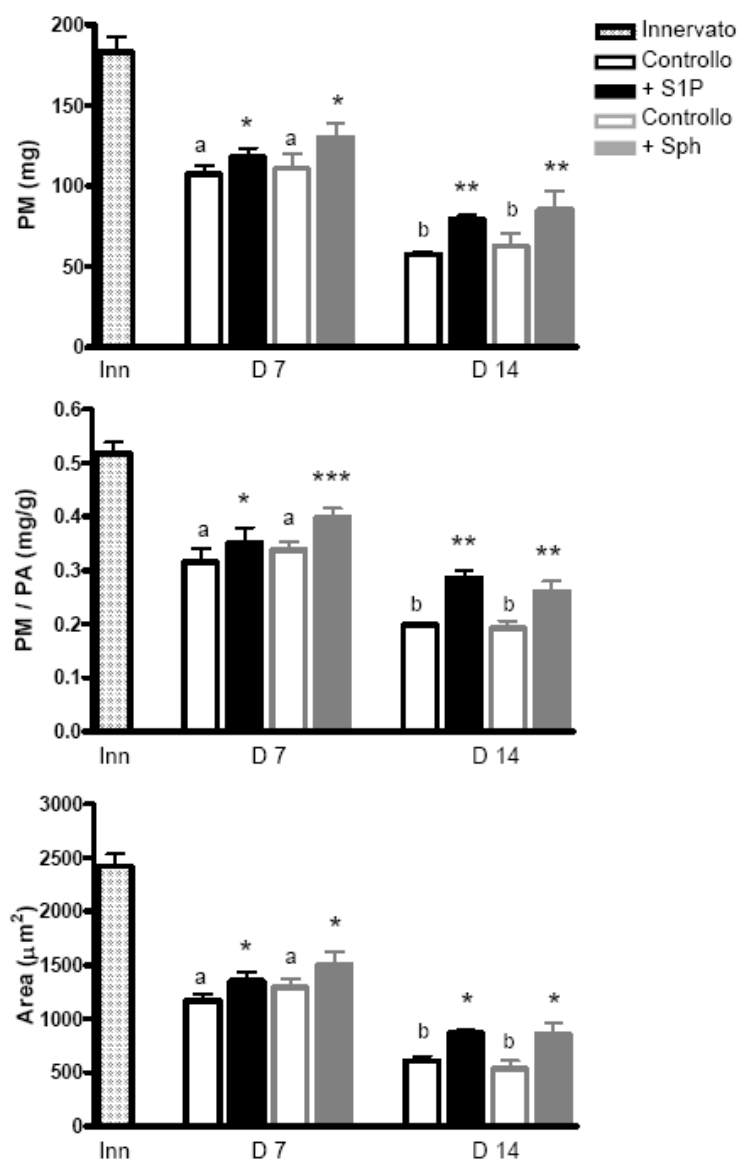 Innervato
Controllo
+ S1P
Controllo
+ Sph
PM (mg)
200
150
100
50
0
a
*
a
*
b
**
b
**
Inn
D 7
D 14
PM / PA (mg/g)
0.6
0.5
0.4
0.3
0.2
0.1
0.0
a
*
a
***
b
**
b
**
Inn
D 7
D 14
Area (μm²)
3000
2500
2000
1500
1000
500
0
a
*
a
*
b
*
b
*
Inn
D 7
D 14